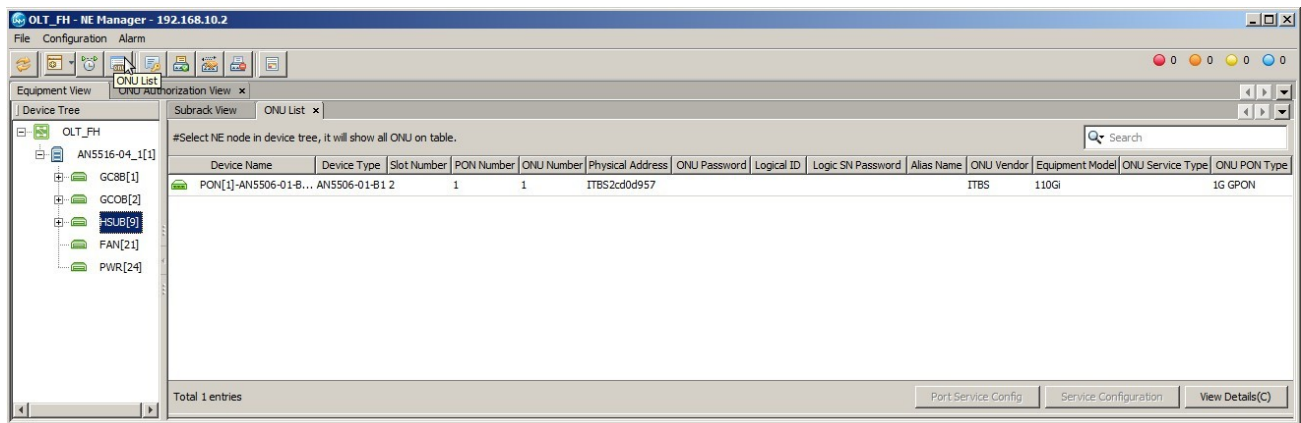 OLT_FH - NE Manager - 192.168.10.2
File Configuration Alarm
0 0 0 0
ONU List
Equipment View ONU Authorization View
Device Tree
Subrack View ONU List
OLT_FH
AN5516-04_1[1]
GC8B[1]
GCOB[2]
HSUB[9]
FAN[21]
PWR[24]
#Select NE node in device tree, it will show all ONU on table.
Search
Device Name Device Type Slot Number PON Number ONU Number Physical Address ONU Password Logical ID Logic SN Password Alias Name ONU Vendor Equipment Model ONU Service Type ONU PON Type
PON[1]-AN5506-01-B... AN5506-01-B1 2 1 1 ITBS2cd0d957 ITBS 110Gi 1G GPON
Total 1 entries
Port Service Config Service Configuration View Details(C)